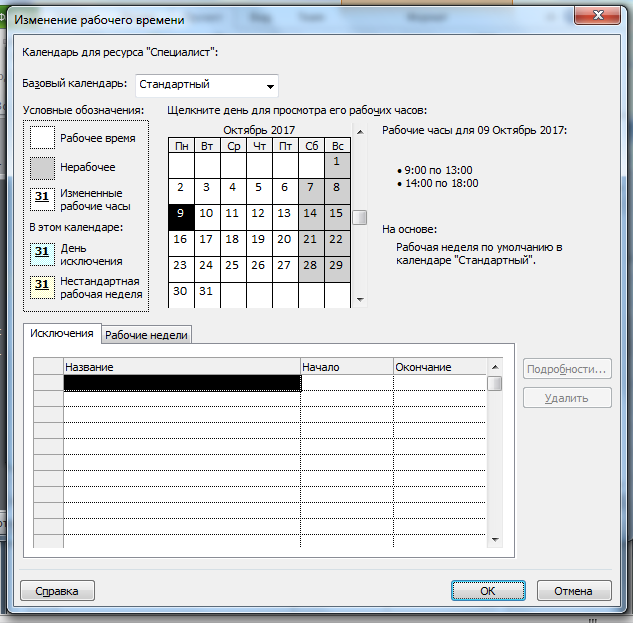 Изменение рабочего времени
Календарь для ресурса "Специалист":
Базовый календарь: Стандартный
Условные обозначения:
31
Рабочее время
Нерабочее
Измененные
рабочие часы
В этом календаре:
31
День
исключения
31
Нестандартная
рабочая неделя
Щелкните день для просмотра его рабочих часов:
Октябрь 2017
Пн Вт Ср Чт Пт Сб Вс
1
2 3 4 5 6 7 8
9 10 11 12 13 14 15
16 17 18 19 20 21 22
23 24 25 26 27 28 29
30 31
Рабочие часы для 09 Октябрь 2017:
• 9:00 по 13:00
• 14:00 по 18:00
На основе:
Рабочая неделя по умолчанию в
календаре "Стандартный".
Исключения Рабочие недели
Название Начало Окончание
Подробности...
Удалить
Справка ОК Отмена